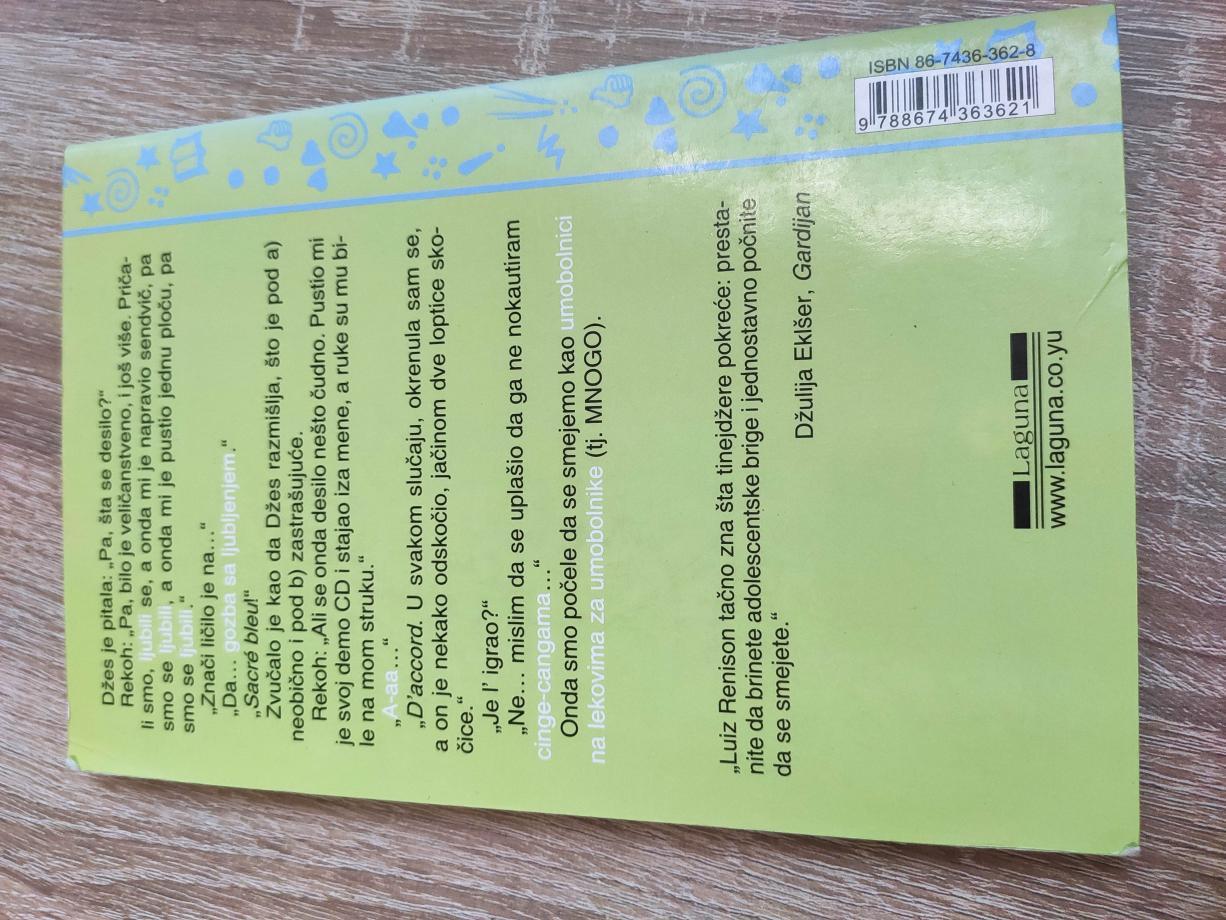 Džes je pitala: „Pa, šta se desilo?“
Rekoh: „Pa, bilo je veličanstveno, i još više. Priča-
li smo, ljubili se, a onda mi je napravio sendvič, pa
smo se ljubili, a onda mi je pustio jednu ploču, pa
smo se ljubili.“
„Znači ličilo je na...“
„Da... gozba sa ljubljenjem.“
„Sacré bleu!“
Zvučalo je kao da Džes razmišlja, što je pod a)
neobično i pod b) zastrašujuće.
Rekoh: „Ali se onda desilo nešto čudno. Pustio mi
je svoj demo CD i stajao iza mene, a ruke su mu bi-
le na mom struku.“
„A-aa...“
„D'accord. U svakom slučaju, okrenula sam se,
a on je nekako odskočio, jačinom dve loptice sko-
čice.“
„Je l' igrao?“
„Ne... mislim da se uplašio da ga ne nokautiram
cinge-cangama...“
Onda smo počele da se smejemo kao umobolnici
na lekovima za umobolnike (tj. MNOGO).
„Luiz Renison tačno zna šta tinejdžere pokreće: presta-
nite da brinete adolescentske brige i jednostavno počnite
da se smejete.“
Džulija Eklšer, Gardijan
Laguna
www.laguna.co.yu
ISBN 86-7436-362-8
9 788674 363621